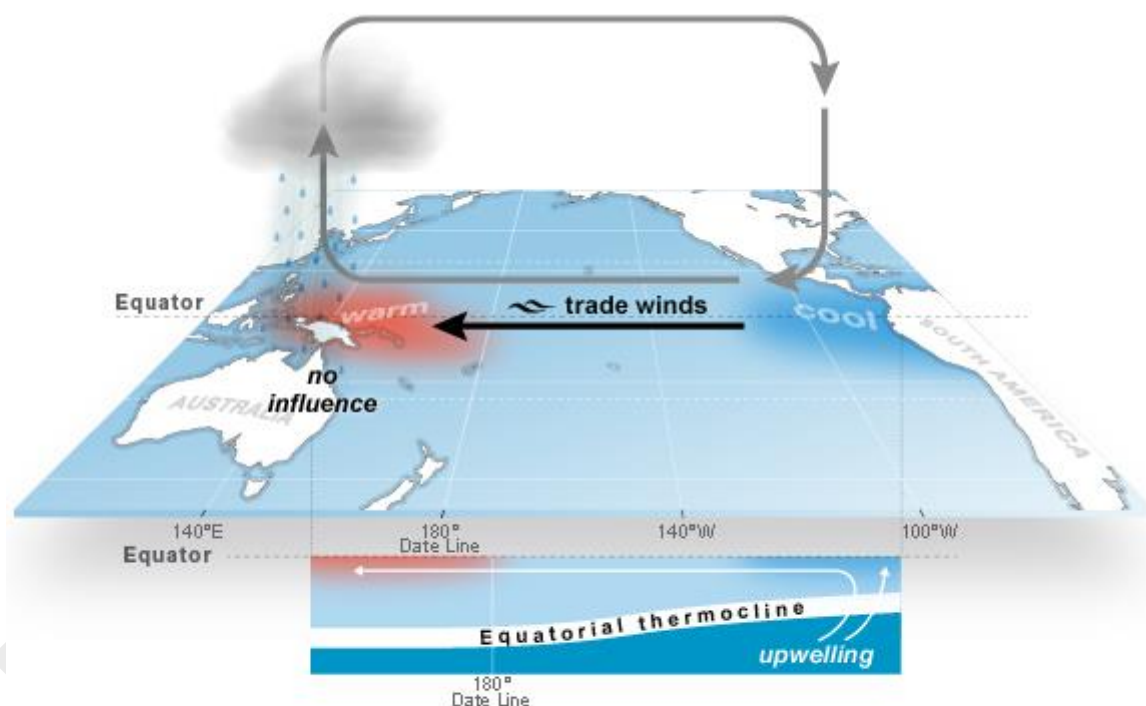 Equator
warm
trade winds
cool
no
influence
AUSTRALIA
SOUTH AMERICA
140°E
180°
Date Line
140°W
100°W
Equator
Equatorial thermocline
upwelling
180°
Date Line